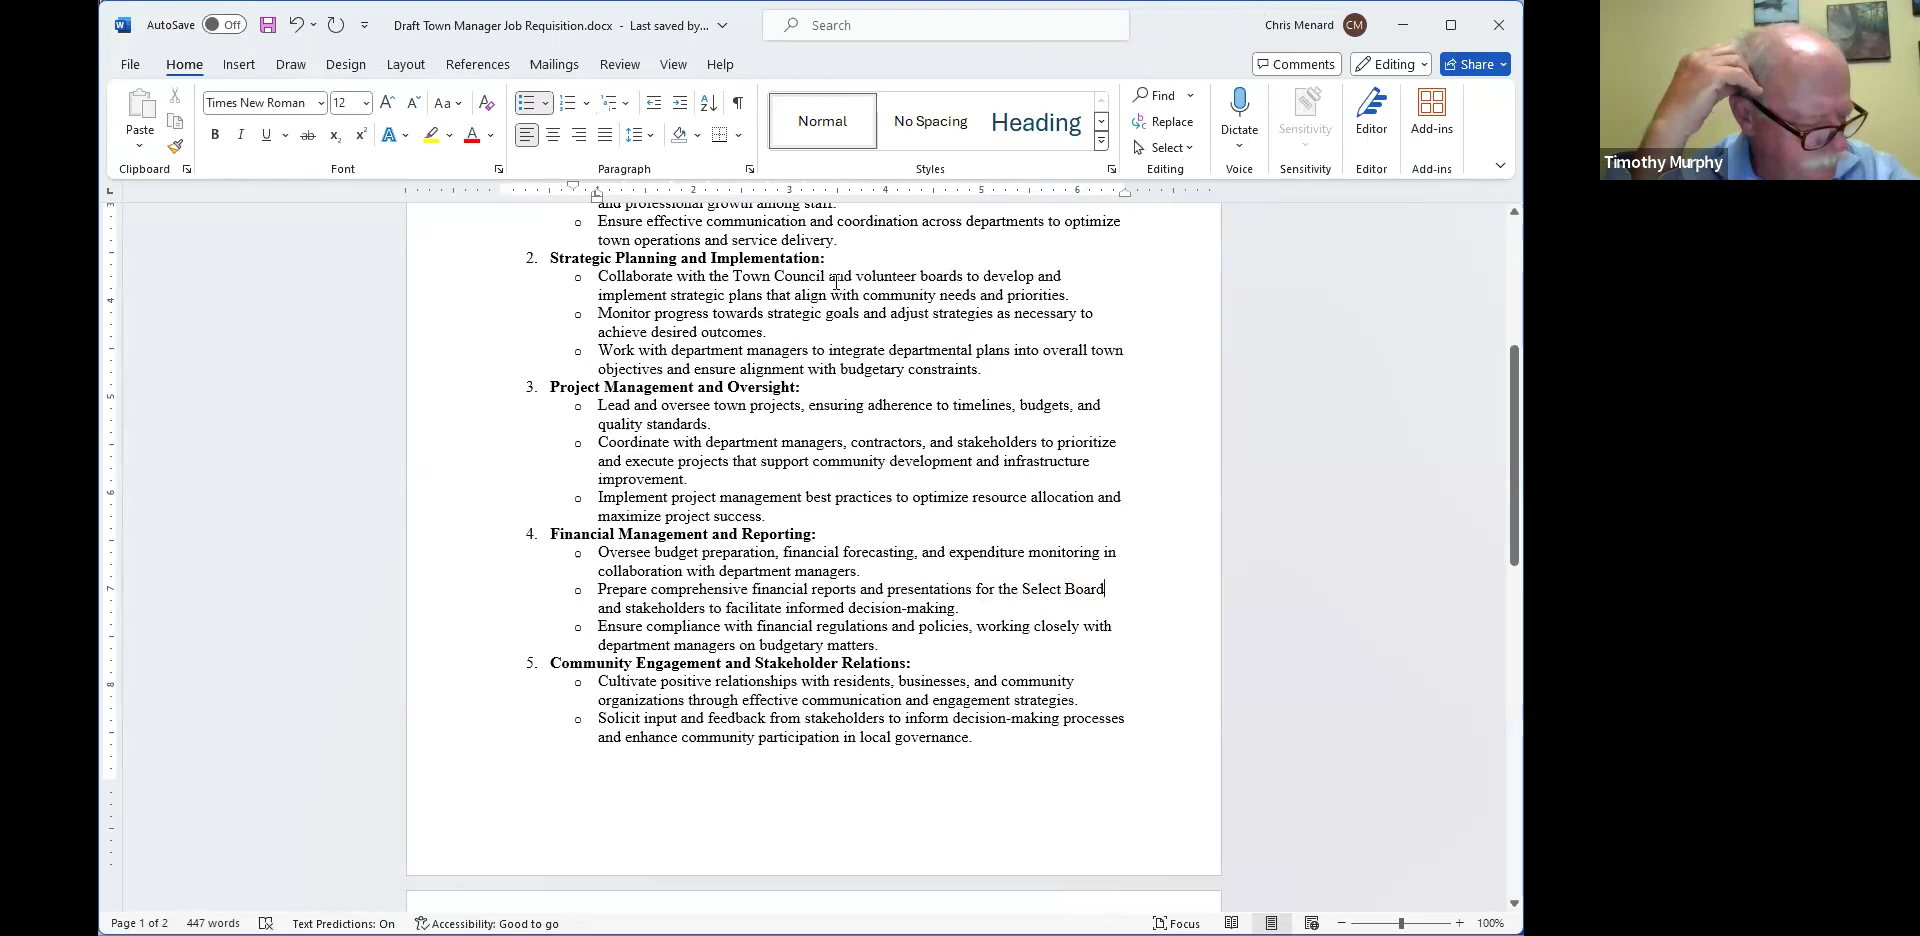 AutoSave Off Draft Town Manager Job Requisition.docx - Last saved by... Search Chris Menard CM
File Home Insert Draw Design Layout References Mailings Review View Help Comments Editing Share
Paste
Clipboard
Times New Roman 12
Font
Paragraph
Normal No Spacing Heading
Styles
Find
Replace
Select
Editing
Dictate
Voice
Sensitivity
Sensitivity
Editor
Editor
Add-ins
Add-ins
Timothy Murphy
and professional growth among staff.
o Ensure effective communication and coordination across departments to optimize
town operations and service delivery.
2. Strategic Planning and Implementation:
o Collaborate with the Town Council and volunteer boards to develop and
implement strategic plans that align with community needs and priorities.
o Monitor progress towards strategic goals and adjust strategies as necessary to
achieve desired outcomes.
o Work with department managers to integrate departmental plans into overall town
objectives and ensure alignment with budgetary constraints.
3. Project Management and Oversight:
o Lead and oversee town projects, ensuring adherence to timelines, budgets, and
quality standards.
o Coordinate with department managers, contractors, and stakeholders to prioritize
and execute projects that support community development and infrastructure
improvement.
o Implement project management best practices to optimize resource allocation and
maximize project success.
4. Financial Management and Reporting:
o Oversee budget preparation, financial forecasting, and expenditure monitoring in
collaboration with department managers.
o Prepare comprehensive financial reports and presentations for the Select Board
and stakeholders to facilitate informed decision-making.
o Ensure compliance with financial regulations and policies, working closely with
department managers on budgetary matters.
5. Community Engagement and Stakeholder Relations:
o Cultivate positive relationships with residents, businesses, and community
organizations through effective communication and engagement strategies.
o Solicit input and feedback from stakeholders to inform decision-making processes
and enhance community participation in local governance.
Page 1 of 2 447 words Text Predictions: On Accessibility: Good to go Focus 100%